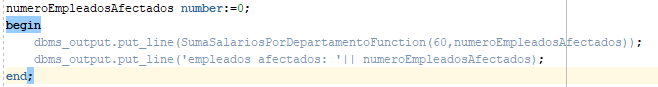 numeroEmpleadosAfectados number:=0;
begin
dbms_output.put_line(SumaSalariosPorDepartamentoFunction(60,numeroEmpleadosAfectados));
dbms_output.put_line('empleados afectados: '|| numeroEmpleadosAfectados);
end;